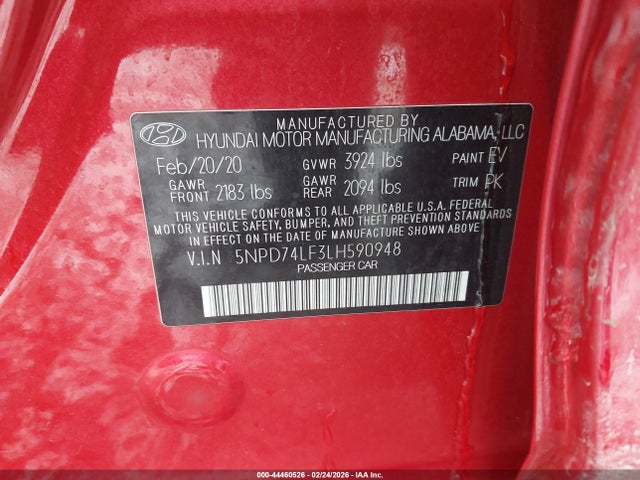 MANUFACTURED BY
HYUNDAI MOTOR MANUFACTURING ALABAMA, LLC
Feb/20/20 GVWR 3924 lbs PAINT EV
GAWR FRONT 2183 lbs GAWR REAR 2094 lbs TRIM PK
THIS VEHICLE CONFORMS TO ALL APPLICABLE U.S.A. FEDERAL
MOTOR VEHICLE SAFETY, BUMPER, AND THEFT PREVENTION STANDARDS
IN EFFECT ON THE DATE OF MANUFACTURE SHOWN ABOVE.
V.I.N 5NPD74LF3LH590948
PASSENGER CAR
000-44460526 - 02/24/2026 - IAA Inc.